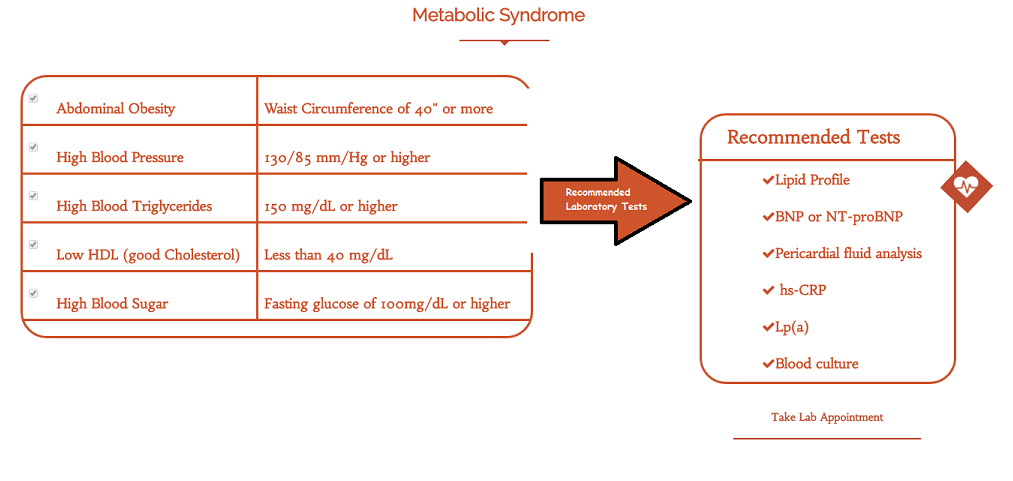 Metabolic Syndrome
Abdominal Obesity
Waist Circumference of 40" or more
High Blood Pressure
130/85 mm/Hg or higher
High Blood Triglycerides
150 mg/dL or higher
Low HDL (good Cholesterol)
Less than 40 mg/dL
High Blood Sugar
Fasting glucose of 100mg/dL or higher
Recommended
Laboratory Tests
Recommended Tests
Lipid Profile
BNP or NT-proBNP
Pericardial fluid analysis
hs-CRP
Lp(a)
Blood culture
Take Lab Appointment